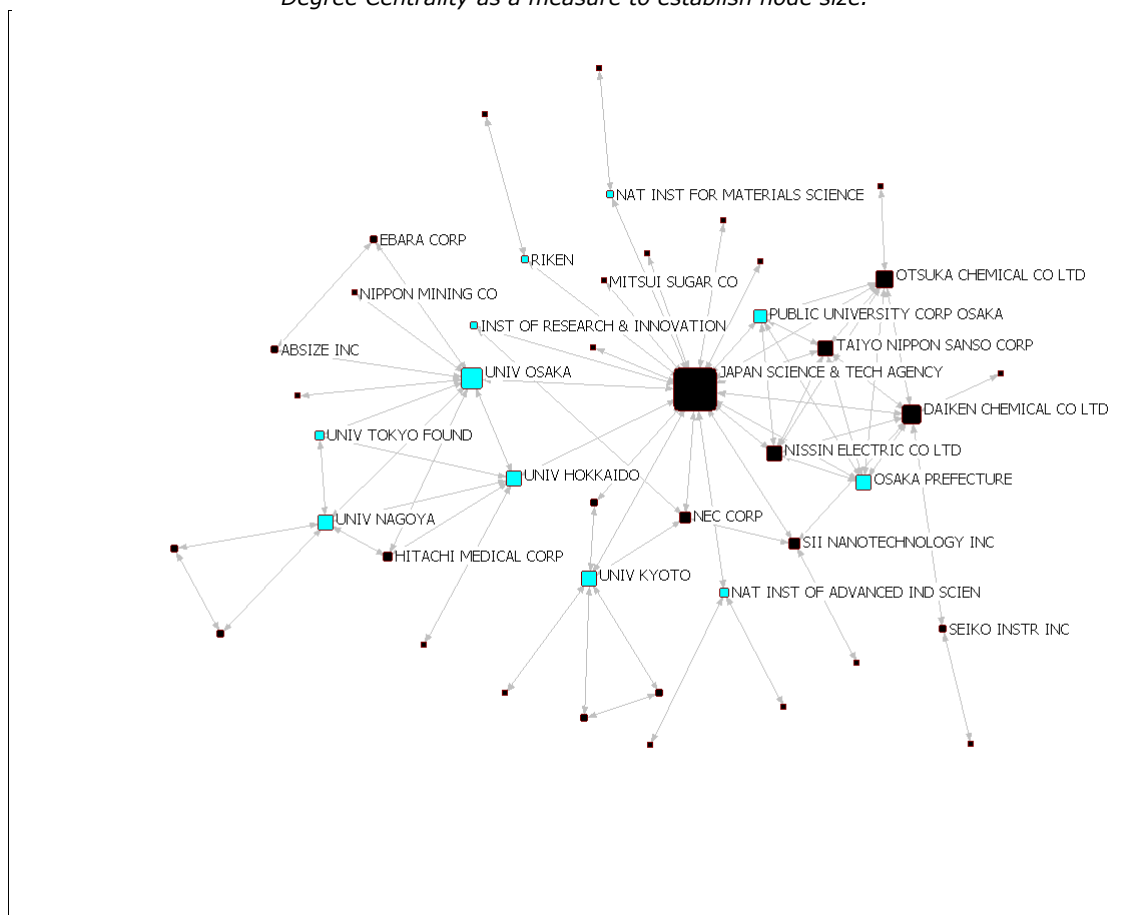 Degree Centrality as a measure to establish node size.
NAT INST FOR MATERIALS SCIENCE
EBARA CORP
RIKEN
OTSUKA CHEMICAL CO LTD
MITSUI SUGAR CO
NIPPON MINING CO
PUBLIC UNIVERSITY CORP OSAKA
INST OF RESEARCH & INNOVATION
TAIYO NIPPON SANSO CORP
ABSIZE INC
UNIV OSAKA
JAPAN SCIENCE & TECH AGENCY
DAIKEN CHEMICAL CO LTD
UNIV TOKYO FOUND
NISSIN ELECTRIC CO LTD
UNIV HOKKAIDO
OSAKA PREFECTURE
NEC CORP
UNIV NAGOYA
SII NANOTECHNOLOGY INC
HITACHI MEDICAL CORP
UNIV KYOTO
NAT INST OF ADVANCED IND SCIEN
SEIKO INSTR INC